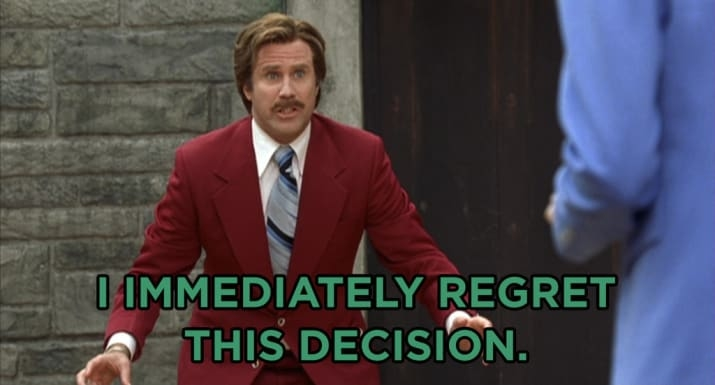 I IMMEDIATELY REGRET
THIS DECISION.